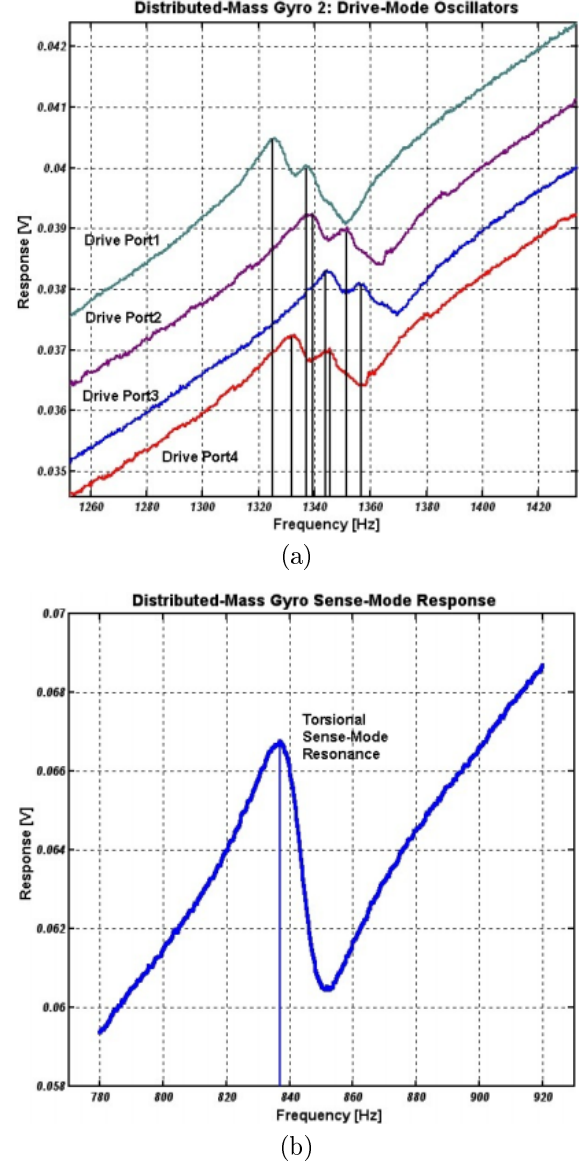 Distributed-Mass Gyro 2: Drive-Mode Oscillators
0.042
0.041
0.04
0.039
0.038
0.037
0.036
0.035
Response [V]
Drive Port1
Drive Port2
Drive Port3
Drive Port4
1260 1280 1300 1320 1340 1360 1380 1400 1420
Frequency [Hz]
(a)
Distributed-Mass Gyro Sense-Mode Response
0.07
0.068
0.066
0.064
0.062
0.06
0.058
Response [V]
Torsiorial
Sense-Mode
Resonance
780 800 820 840 860 880 900 920
Frequency [Hz]
(b)